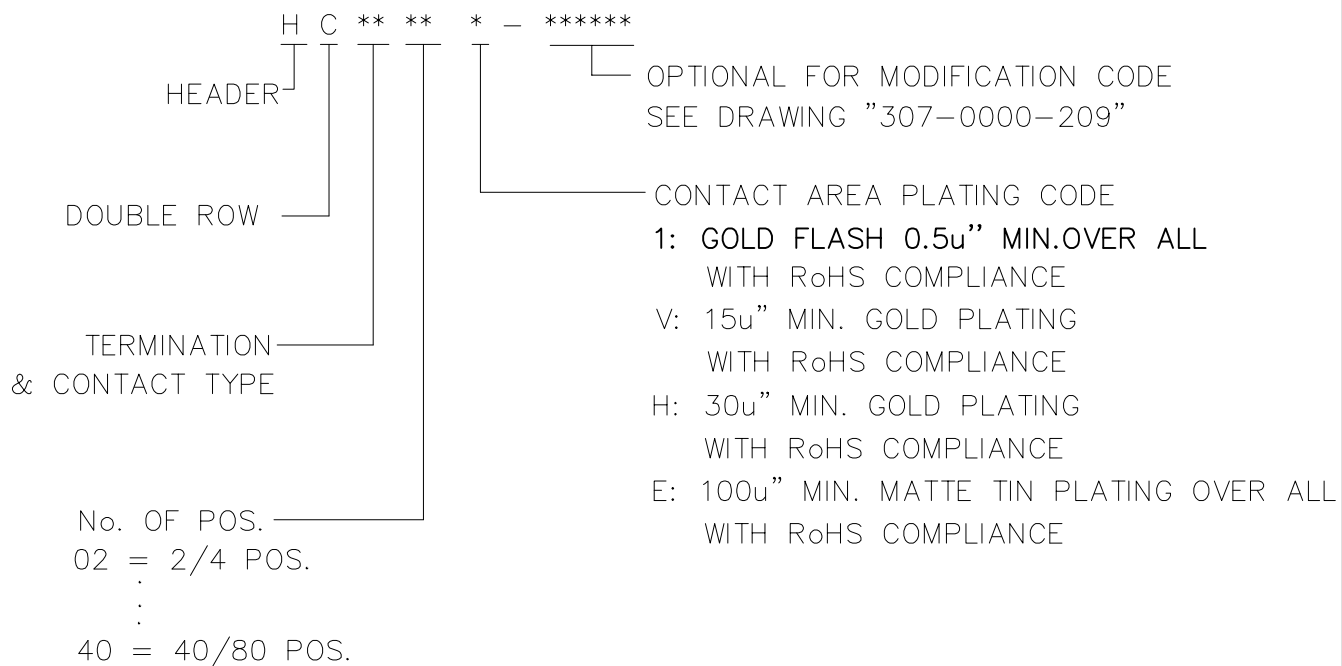 H C ** ** * - ******
HEADER
OPTIONAL FOR MODIFICATION CODE
SEE DRAWING "307-0000-209"
DOUBLE ROW
CONTACT AREA PLATING CODE
1: GOLD FLASH 0.5u'' MIN.OVER ALL
WITH RoHS COMPLIANCE
V: 15u" MIN. GOLD PLATING
WITH RoHS COMPLIANCE
H: 30u" MIN. GOLD PLATING
WITH RoHS COMPLIANCE
E: 100u" MIN. MATTE TIN PLATING OVER ALL
WITH RoHS COMPLIANCE
TERMINATION
& CONTACT TYPE
No. OF POS.
02 = 2/4 POS.
.
.
.
40 = 40/80 POS.